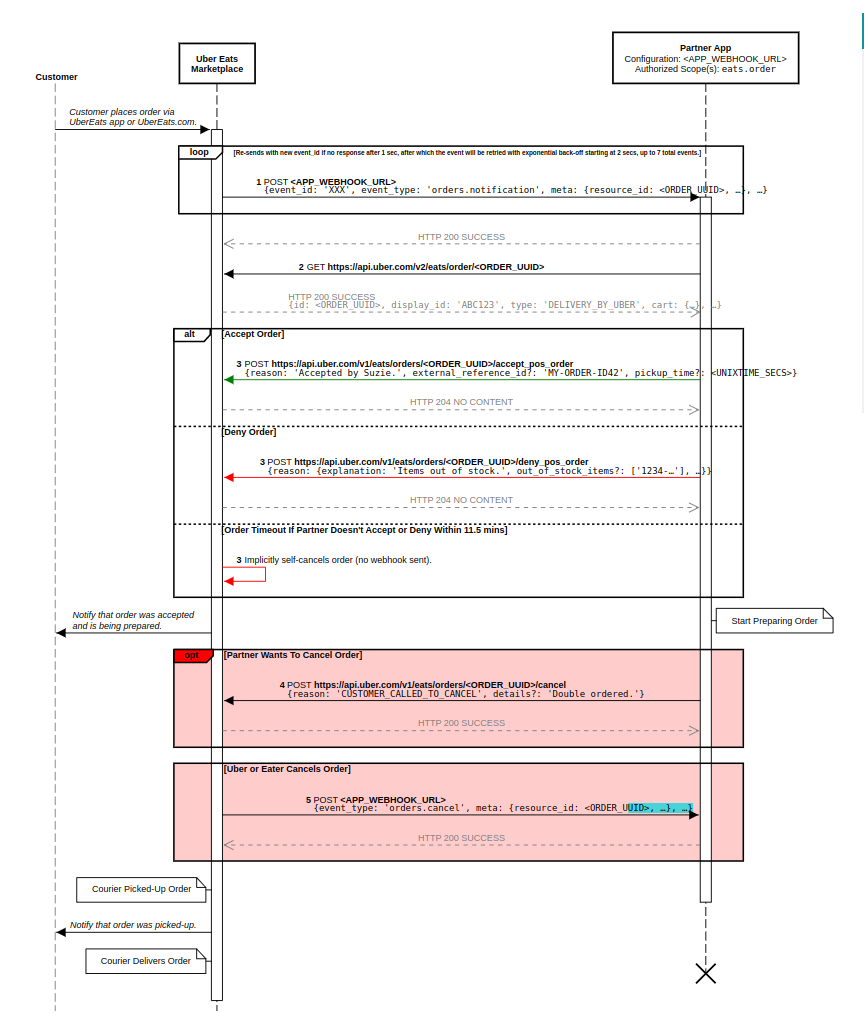 Customer
Uber Eats
Marketplace
Partner App
Configuration: <APP_WEBHOOK_URL>
Authorized Scope(s): eats.order
Customer places order via
UberEats app or UberEats.com.
loop
[Re-sends with new event_id if no response after 1 sec, after which the event will be retried with exponential back-off starting at 2 secs, up to 7 total events.]
1 POST <APP_WEBHOOK_URL>
{event_id: 'XXX', event_type: 'orders.notification', meta: {resource_id: <ORDER_UUID>, …}, …}
HTTP 200 SUCCESS
2 GET https://api.uber.com/v2/eats/order/<ORDER_UUID>
HTTP 200 SUCCESS
{id: <ORDER_UUID>, display_id: 'ABC123', type: 'DELIVERY_BY_UBER', cart: {…}, …}
alt
[Accept Order]
3 POST https://api.uber.com/v1/eats/orders/<ORDER_UUID>/accept_pos_order
{reason: 'Accepted by Suzie.', external_reference_id?: 'MY-ORDER-ID42', pickup_time?: <UNIXTIME_SECS>}
HTTP 204 NO CONTENT
[Deny Order]
3 POST https://api.uber.com/v1/eats/orders/<ORDER_UUID>/deny_pos_order
{reason: {explanation: 'Items out of stock.', out_of_stock_items?: ['1234-…'], …}}
HTTP 204 NO CONTENT
[Order Timeout If Partner Doesn't Accept or Deny Within 11.5 mins]
3 Implicitly self-cancels order (no webhook sent).
Notify that order was accepted
and is being prepared.
Start Preparing Order
opt
[Partner Wants To Cancel Order]
4 POST https://api.uber.com/v1/eats/orders/<ORDER_UUID>/cancel
{reason: 'CUSTOMER_CALLED_TO_CANCEL', details?: 'Double ordered.'}
HTTP 200 SUCCESS
[Uber or Eater Cancels Order]
5 POST <APP_WEBHOOK_URL>
{event_type: 'orders.cancel', meta: {resource_id: <ORDER_UUID>, …}, …}
HTTP 200 SUCCESS
Courier Picked-Up Order
Notify that order was picked-up.
Courier Delivers Order